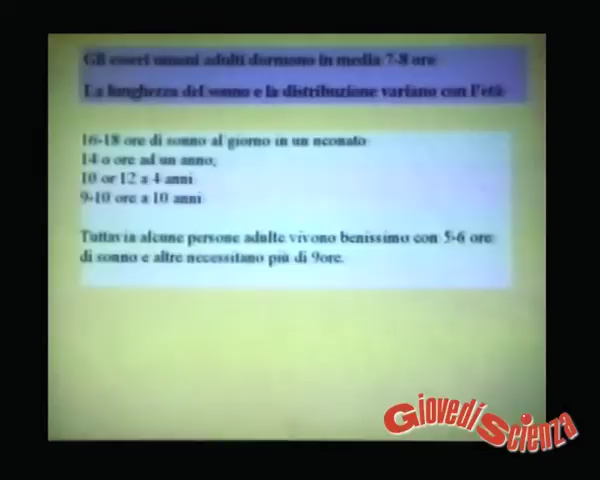 Gli esseri umani adulti dormono in media 7-8 ore
La lunghezza del sonno e la distribuzione variano con l'età
16-18 ore di sonno al giorno in un neonato
14 o ore ad un anno,
10 or 12 a 4 anni
9-10 ore a 10 anni
Tuttavia alcune persone adulte vivono benissimo con 5-6 ore
di sonno e altre necessitano più di 9ore.
Giovedì Scienza